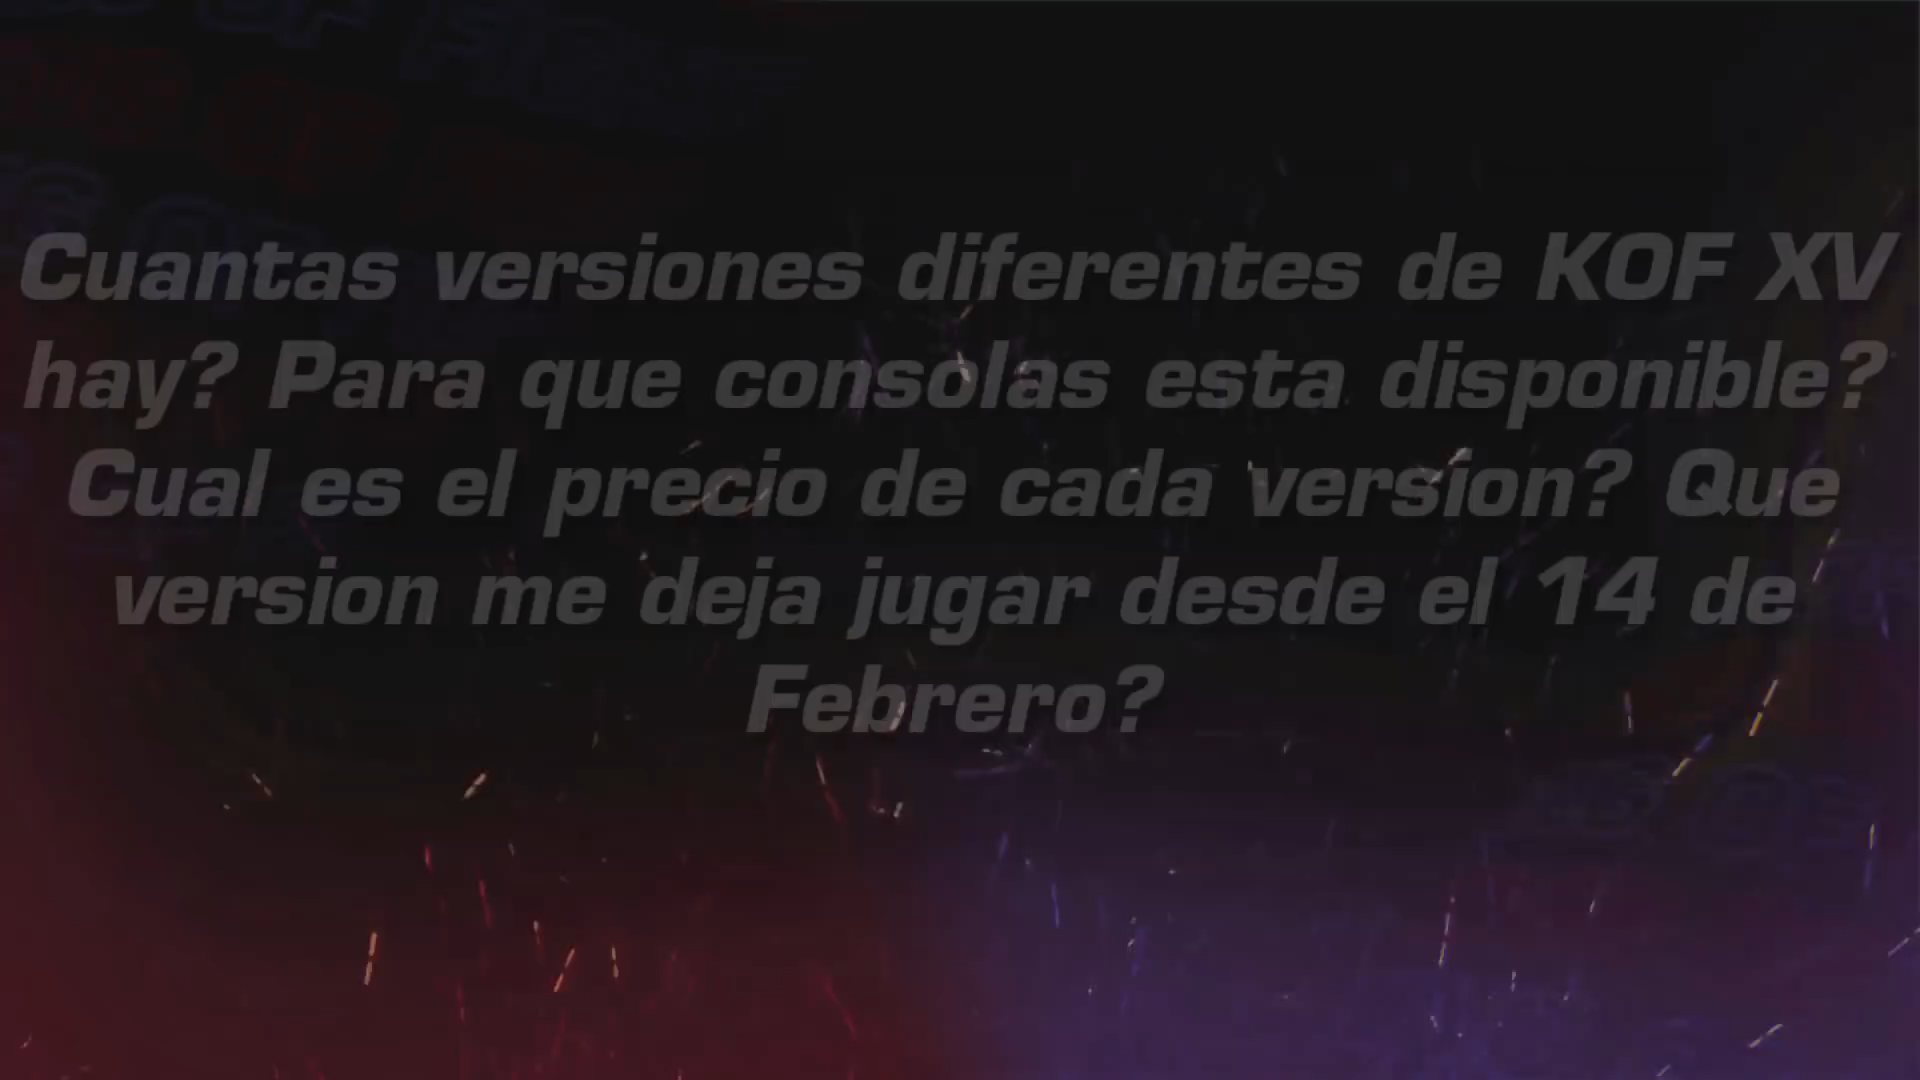 Cuantas versiones diferentes de KOF XV
hay? Para que consolas esta disponible?
Cual es el precio de cada version? Que
version me deja jugar desde el 14 de
Febrero?